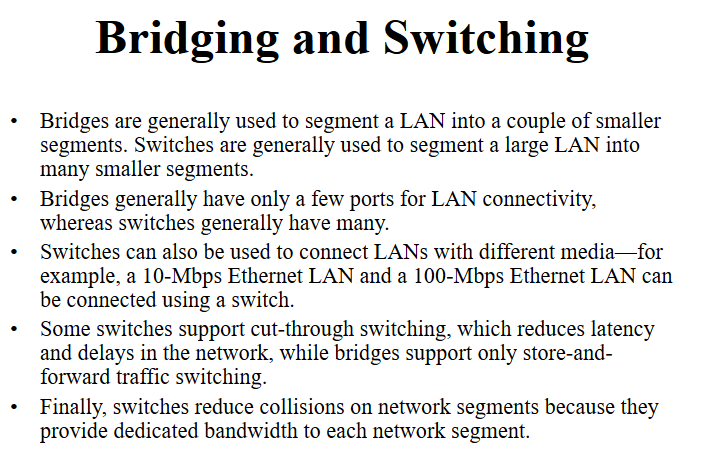 Bridging and Switching
• Bridges are generally used to segment a LAN into a couple of smaller
segments. Switches are generally used to segment a large LAN into
many smaller segments.
• Bridges generally have only a few ports for LAN connectivity,
whereas switches generally have many.
• Switches can also be used to connect LANs with different media—for
example, a 10-Mbps Ethernet LAN and a 100-Mbps Ethernet LAN can
be connected using a switch.
• Some switches support cut-through switching, which reduces latency
and delays in the network, while bridges support only store-and-
forward traffic switching.
• Finally, switches reduce collisions on network segments because they
provide dedicated bandwidth to each network segment.